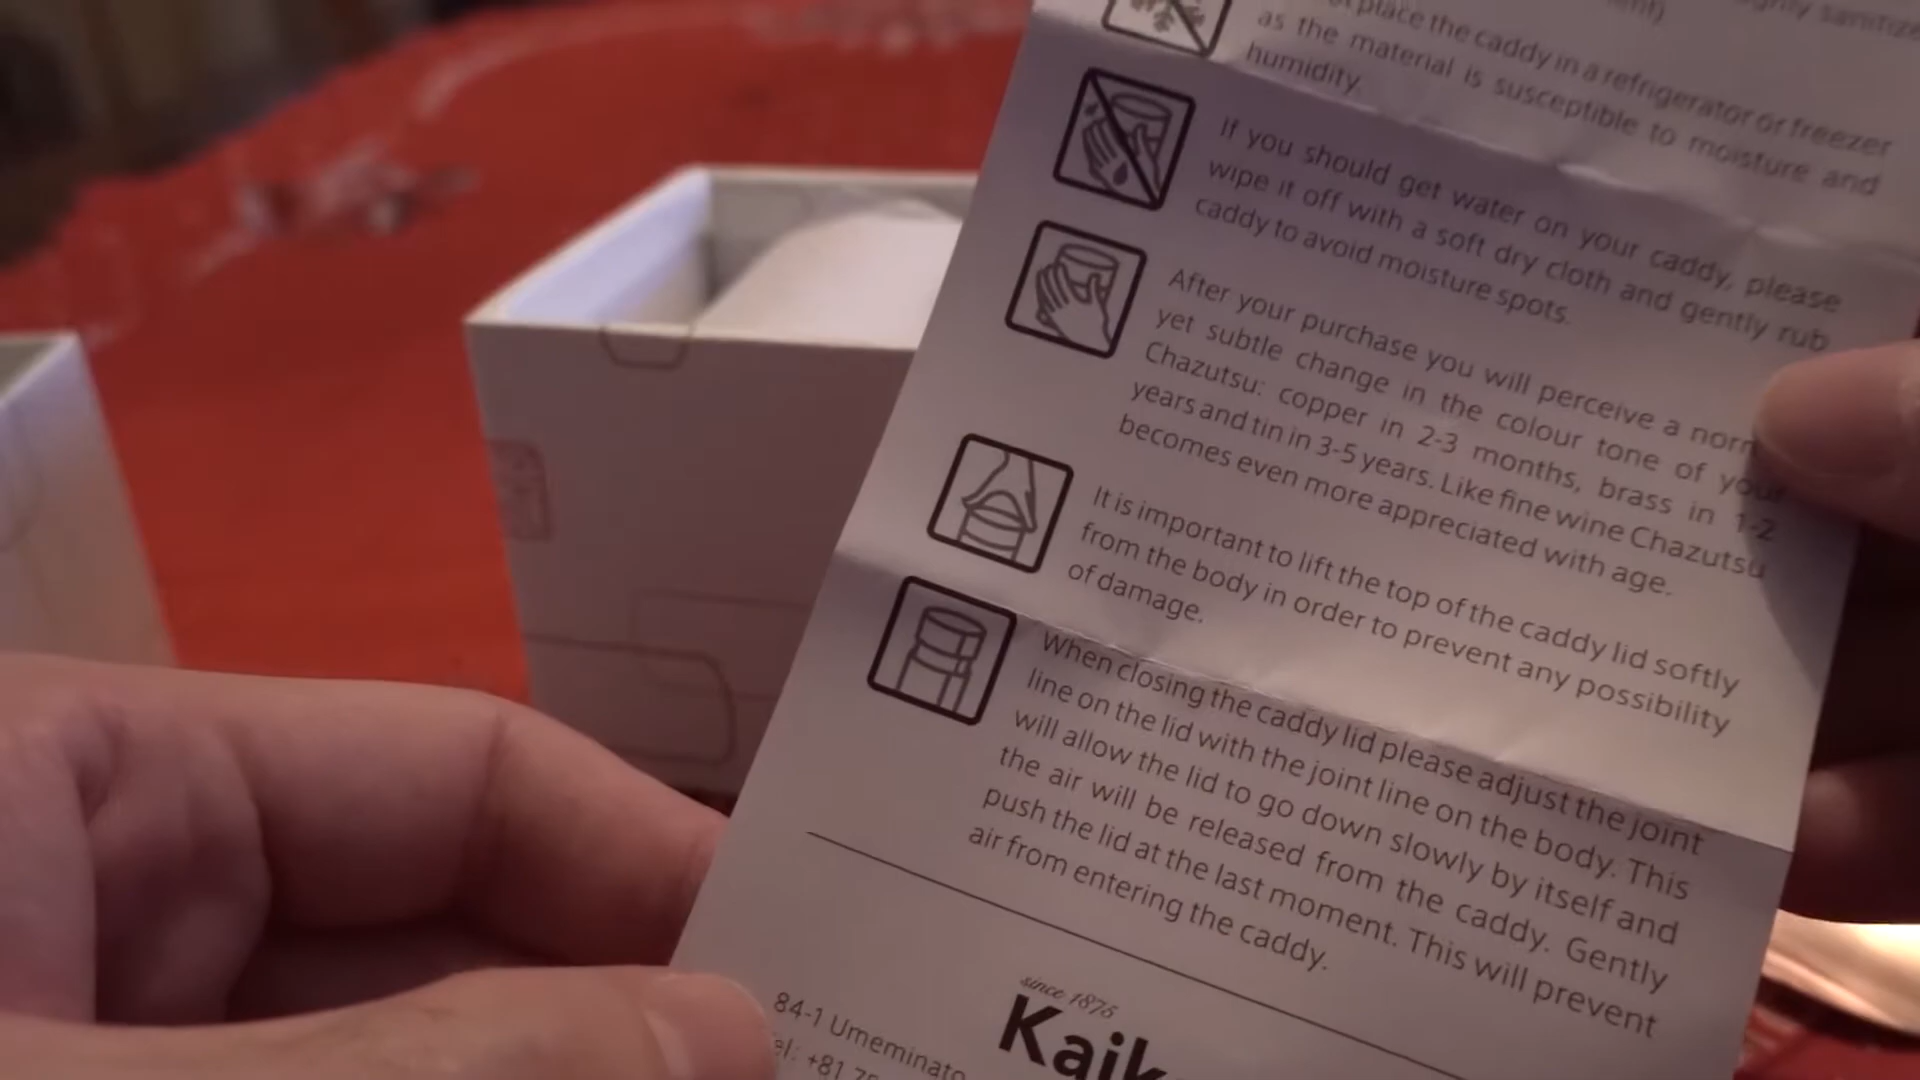 ghly sanitize
place the caddy in a refrigerator or freezer
as the material is susceptible to moisture and
humidity.
If you should get water on your caddy, please
wipe it off with a soft dry cloth and gently rub
caddy to avoid moisture spots.
After your purchase you will perceive a norm
yet subtle change in the colour tone of your
Chazutsu: copper in 2-3 months, brass in 1-2
years and tin in 3-5 years. Like fine wine Chazutsu
becomes even more appreciated with age.
It is important to lift the top of the caddy lid softly
from the body in order to prevent any possibility
of damage.
When closing the caddy lid please adjust the joint
line on the lid with the joint line on the body. This
will allow the lid to go down slowly by itself and
the air will be released from the caddy. Gently
push the lid at the last moment. This will prevent
air from entering the caddy.
since 1875
Kaik
84-1 Umeminato
el: +81 75